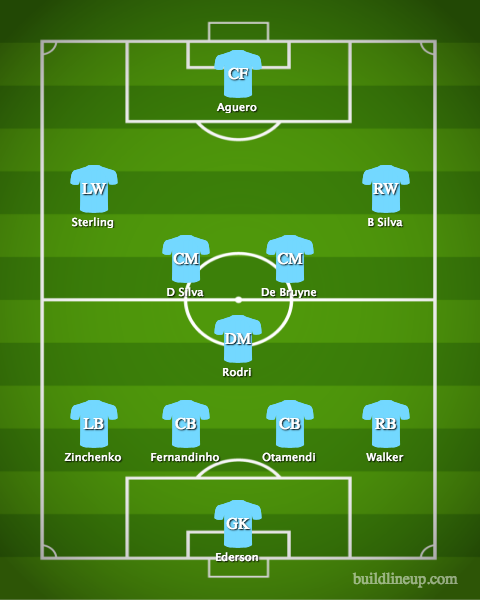 CF
Aguero
LW
RW
Sterling
B Silva
CM
CM
D Silva
De Bruyne
DM
Rodri
LB
CB
CB
RB
Zinchenko
Fernandinho
Otamendi
Walker
GK
Ederson
buildlineup.com